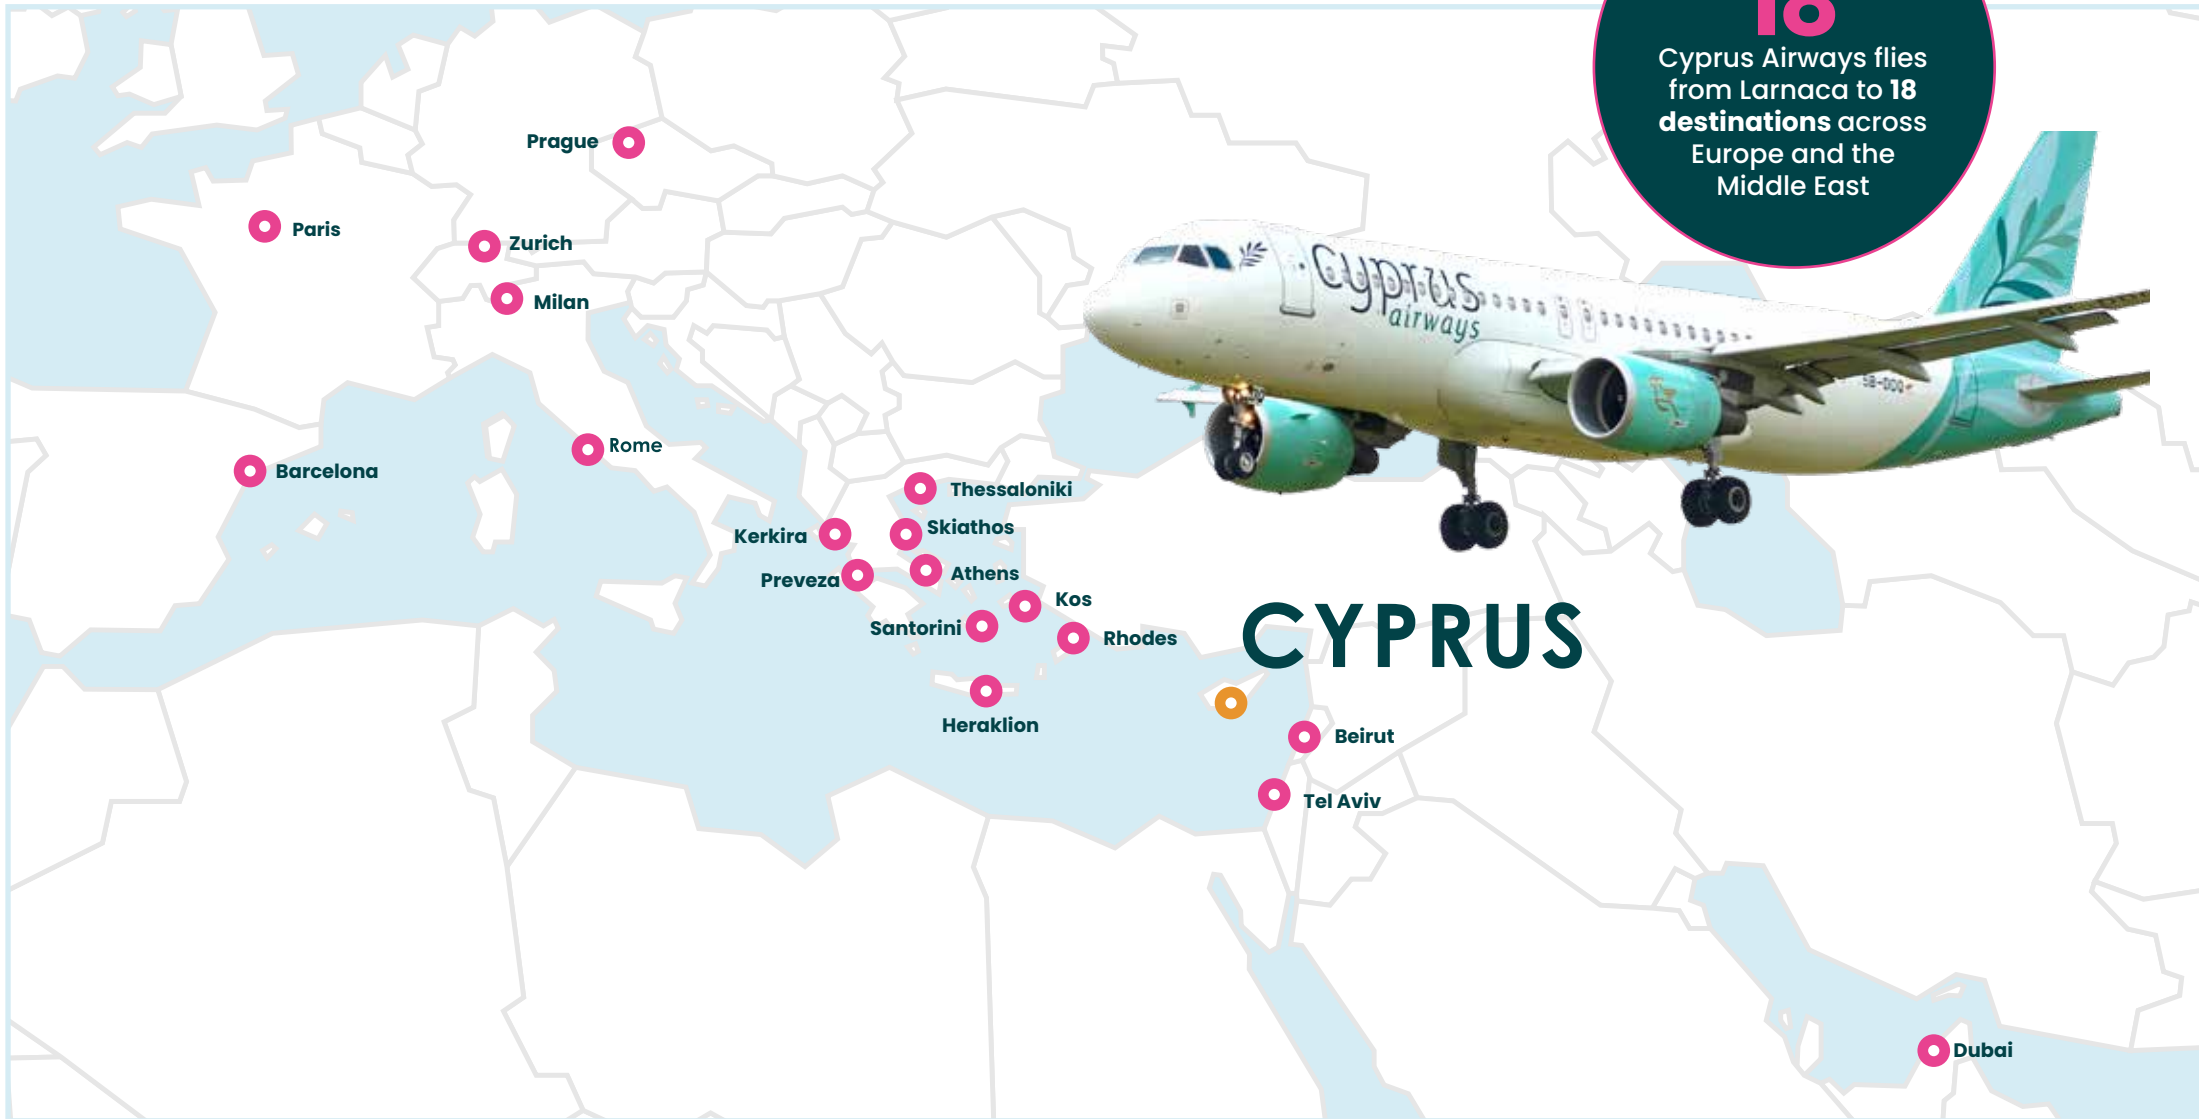 18
Cyprus Airways flies
from Larnaca to 18
destinations across
Europe and the
Middle East
Prague
Paris
Zurich
Milan
cyprus
airways
Rome
Barcelona
Thessaloniki
Skiathos
Kerkira
Athens
Preveza
Kos
Santorini
Rhodes
CYPRUS
Heraklion
Beirut
Tel Aviv
Dubai